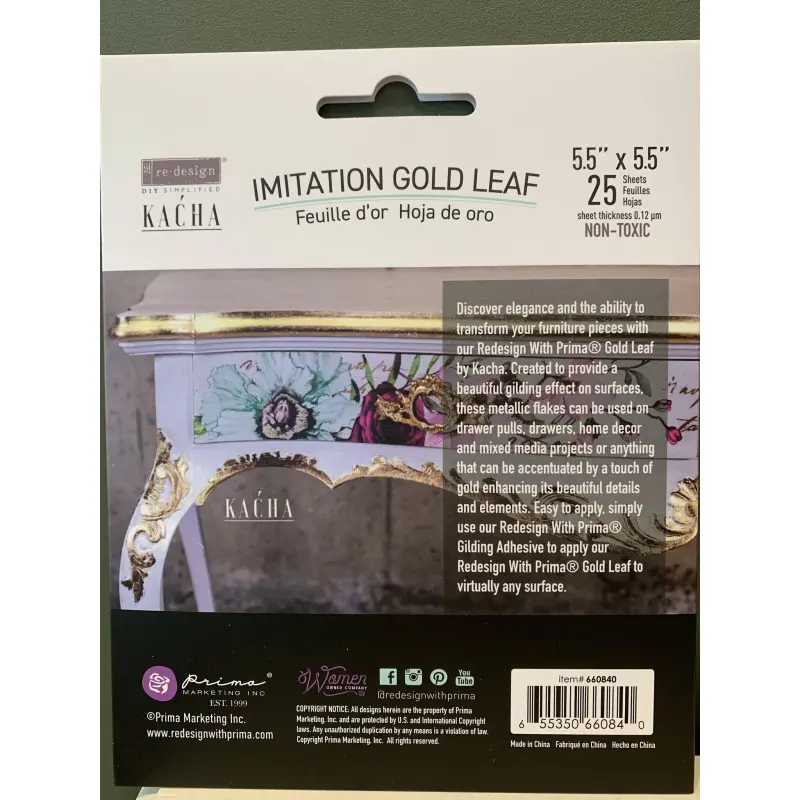 re·design®
DIY SIMPLIFIED
KAĆHA
IMITATION GOLD LEAF
Feuille d'or Hoja de oro
5.5" x 5.5"
25 Sheets
Feuilles
Hojas
sheet thickness 0.12 µm
NON-TOXIC
Discover elegance and the ability to
transform your furniture pieces with
our Redesign With Prima® Gold Leaf
by Kacha. Created to provide a
beautiful gilding effect on surfaces,
these metallic flakes can be used on
drawer pulls, drawers, home decor
and mixed media projects or anything
that can be accentuated by a touch of
gold enhancing its beautiful details
and elements. Easy to apply, simply
use our Redesign With Prima®
Gilding Adhesive to apply our
Redesign With Prima® Gold Leaf to
virtually any surface.
KAĆHA
Prima®
MARKETING INC
EST. 1999
©Prima Marketing Inc.
www.redesignwithprima.com
Women
OWNED COMPANY
f
You
Tube
@redesignwithprima
COPYRIGHT NOTICE: All designs herein are the property of Prima
Marketing, Inc. and are protected by U.S. and International Copyright
laws. Any unauthorized duplication by any means is a violation of law.
Copyright Prima Marketing, Inc. All rights reserved.
item# 660840
6 55350 66084 0
Made in China Fabriqué en China Hecho en China